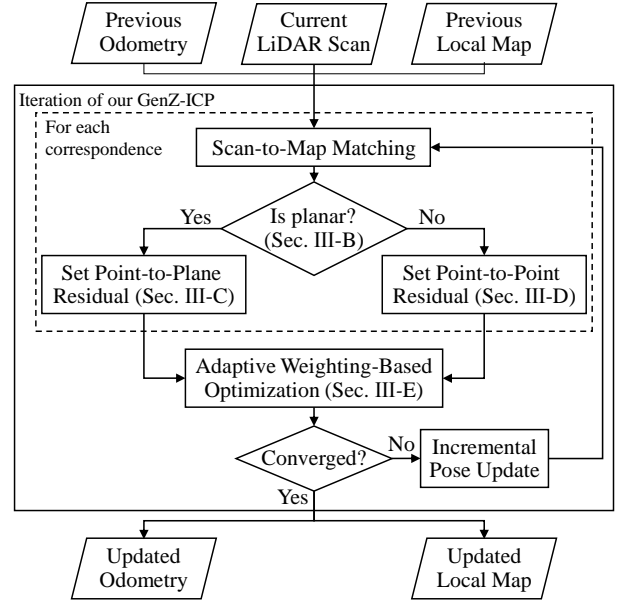 Previous
Odometry
Current
LiDAR Scan
Previous
Local Map
Iteration of our GenZ-ICP
For each
correspondence
Scan-to-Map Matching
Is planar?
(Sec. III-B)
Yes
No
Set Point-to-Plane
Residual (Sec. III-C)
Set Point-to-Point
Residual (Sec. III-D)
Adaptive Weighting-Based
Optimization (Sec. III-E)
Converged?
No
Incremental
Pose Update
Yes
Updated
Odometry
Updated
Local Map